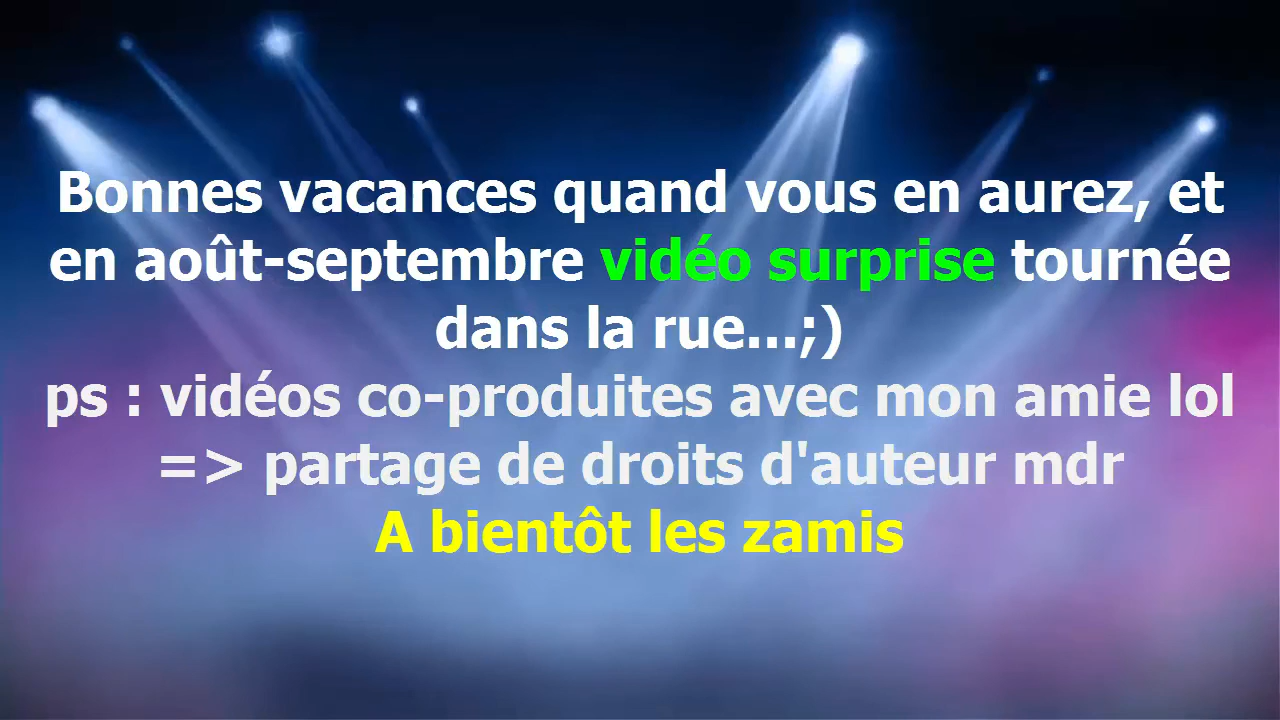 Bonnes vacances quand vous en aurez, et
en août-septembre vidéo surprise tournée
dans la rue...;)
ps : vidéos co-produites avec mon amie lol
=> partage de droits d'auteur mdr
A bientôt les zamis